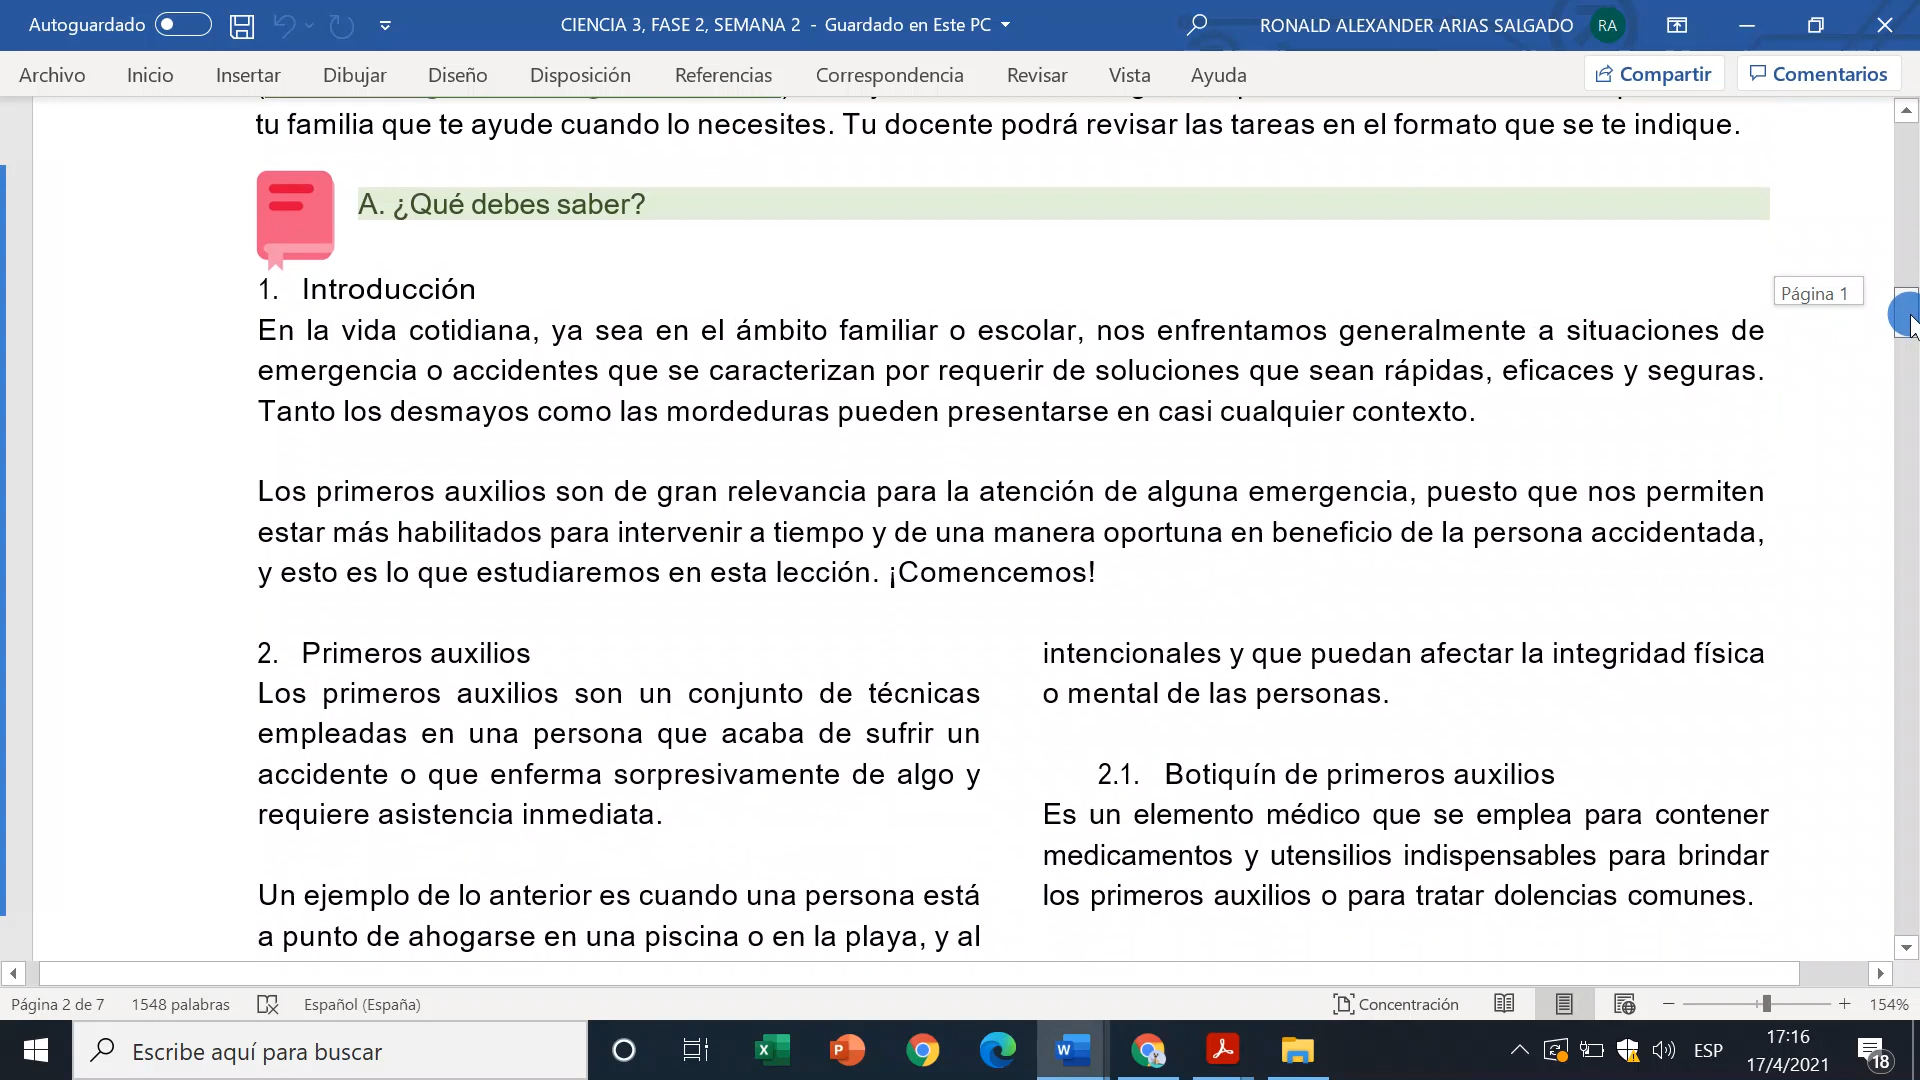 Autoguardado
CIENCIA 3, FASE 2, SEMANA 2 - Guardado en Este PC
RONALD ALEXANDER ARIAS SALGADO
RA
Archivo Inicio Insertar Dibujar Diseño Disposición Referencias Correspondencia Revisar Vista Ayuda
Compartir
Comentarios
tu familia que te ayude cuando lo necesites. Tu docente podrá revisar las tareas en el formato que se te indique.
A. ¿Qué debes saber?
1. Introducción
Página 1
En la vida cotidiana, ya sea en el ámbito familiar o escolar, nos enfrentamos generalmente a situaciones de
emergencia o accidentes que se caracterizan por requerir de soluciones que sean rápidas, eficaces y seguras.
Tanto los desmayos como las mordeduras pueden presentarse en casi cualquier contexto.
Los primeros auxilios son de gran relevancia para la atención de alguna emergencia, puesto que nos permiten
estar más habilitados para intervenir a tiempo y de una manera oportuna en beneficio de la persona accidentada,
y esto es lo que estudiaremos en esta lección. ¡Comencemos!
2. Primeros auxilios
Los primeros auxilios son un conjunto de técnicas
empleadas en una persona que acaba de sufrir un
accidente o que enferma sorpresivamente de algo y
requiere asistencia inmediata.
Un ejemplo de lo anterior es cuando una persona está
a punto de ahogarse en una piscina o en la playa, y al
intencionales y que puedan afectar la integridad física
o mental de las personas.
2.1. Botiquín de primeros auxilios
Es un elemento médico que se emplea para contener
medicamentos y utensilios indispensables para brindar
los primeros auxilios o para tratar dolencias comunes.
Página 2 de 7
1548 palabras
Español (España)
Concentración
154%
Escribe aquí para buscar
ESP
17:16
17/4/2021
18